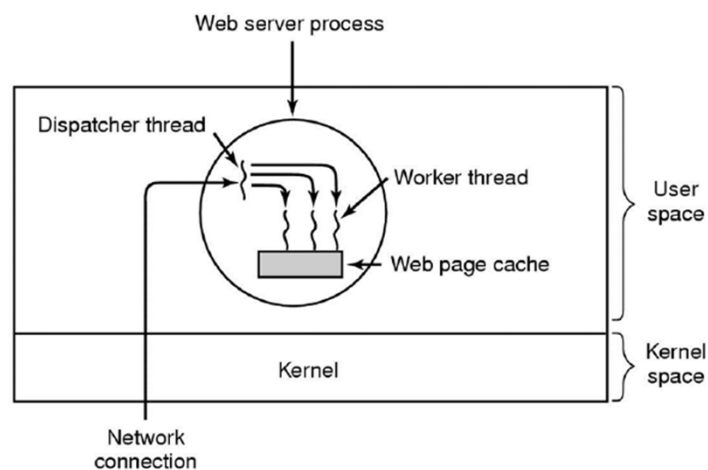 Web server process
Dispatcher thread
Worker thread
User
space
Web page cache
Kernel
Kernel
space
Network
connection